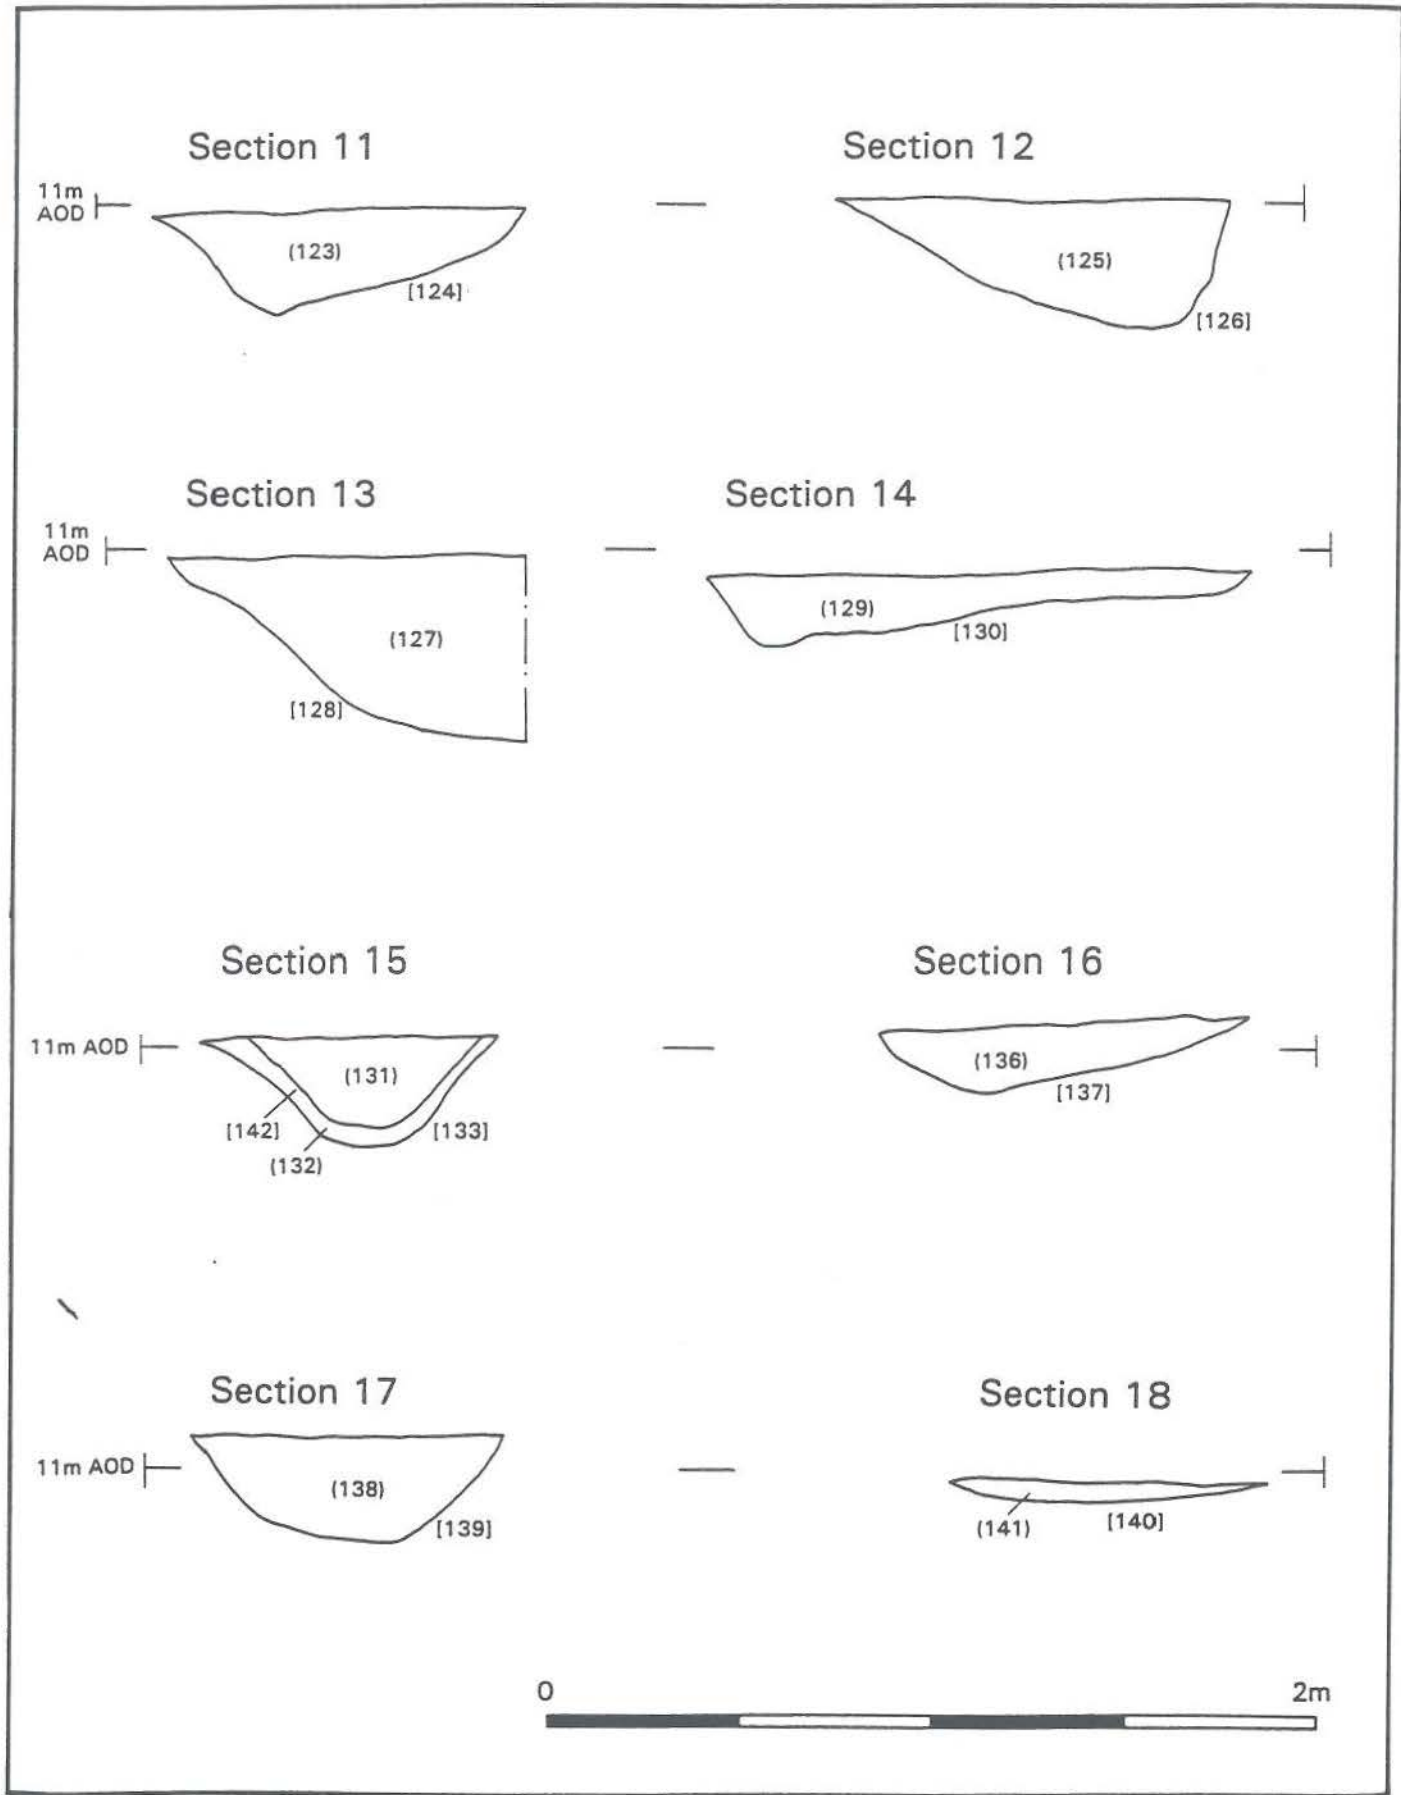 Section 11
Section 12
11m
AOD
(123)
[124]
(125)
[126]
Section 13
Section 14
11m
AOD
(127)
[128]
(129)
[130]
Section 15
Section 16
11m AOD
(131)
[142]
(132)
[133]
(136)
[137]
Section 17
Section 18
11m AOD
(138)
[139]
(141)
[140]
0
2m